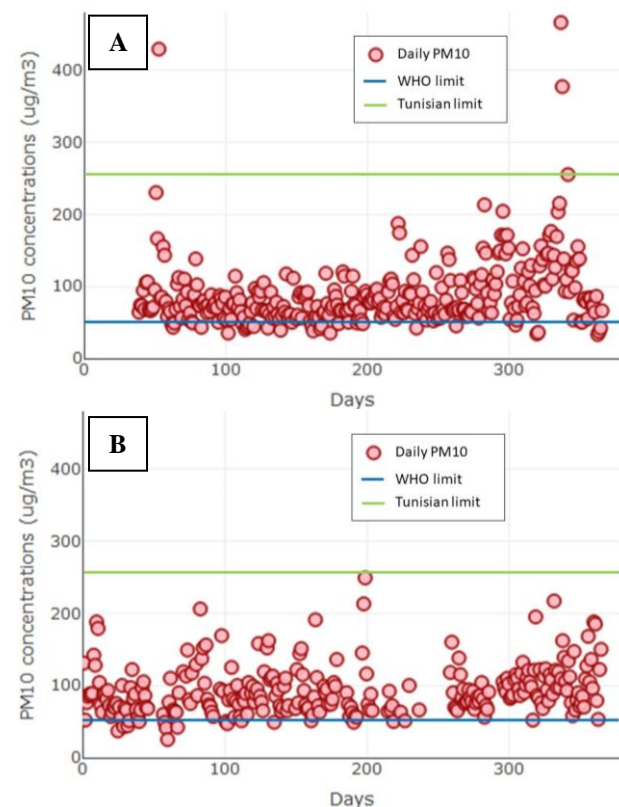 A
Daily PM10
WHO limit
Tunisian limit
PM10 concentrations (ug/m3)
400
300
200
100
0
0 100 200 300
Days
B
Daily PM10
WHO limit
Tunisian limit
PM10 concentrations (ug/m3)
400
300
200
100
0
0 100 200 300
Days